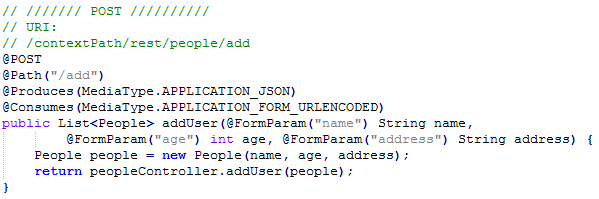 // /////// POST //////////
// URI:
// /contextPath/rest/people/add
@POST
@Path("/add")
@Produces(MediaType.APPLICATION_JSON)
@Consumes(MediaType.APPLICATION_FORM_URLENCODED)
public List<People> addUser(@FormParam("name") String name,
        @FormParam("age") int age, @FormParam("address") String address) {
    People people = new People(name, age, address);
    return peopleController.addUser(people);
}